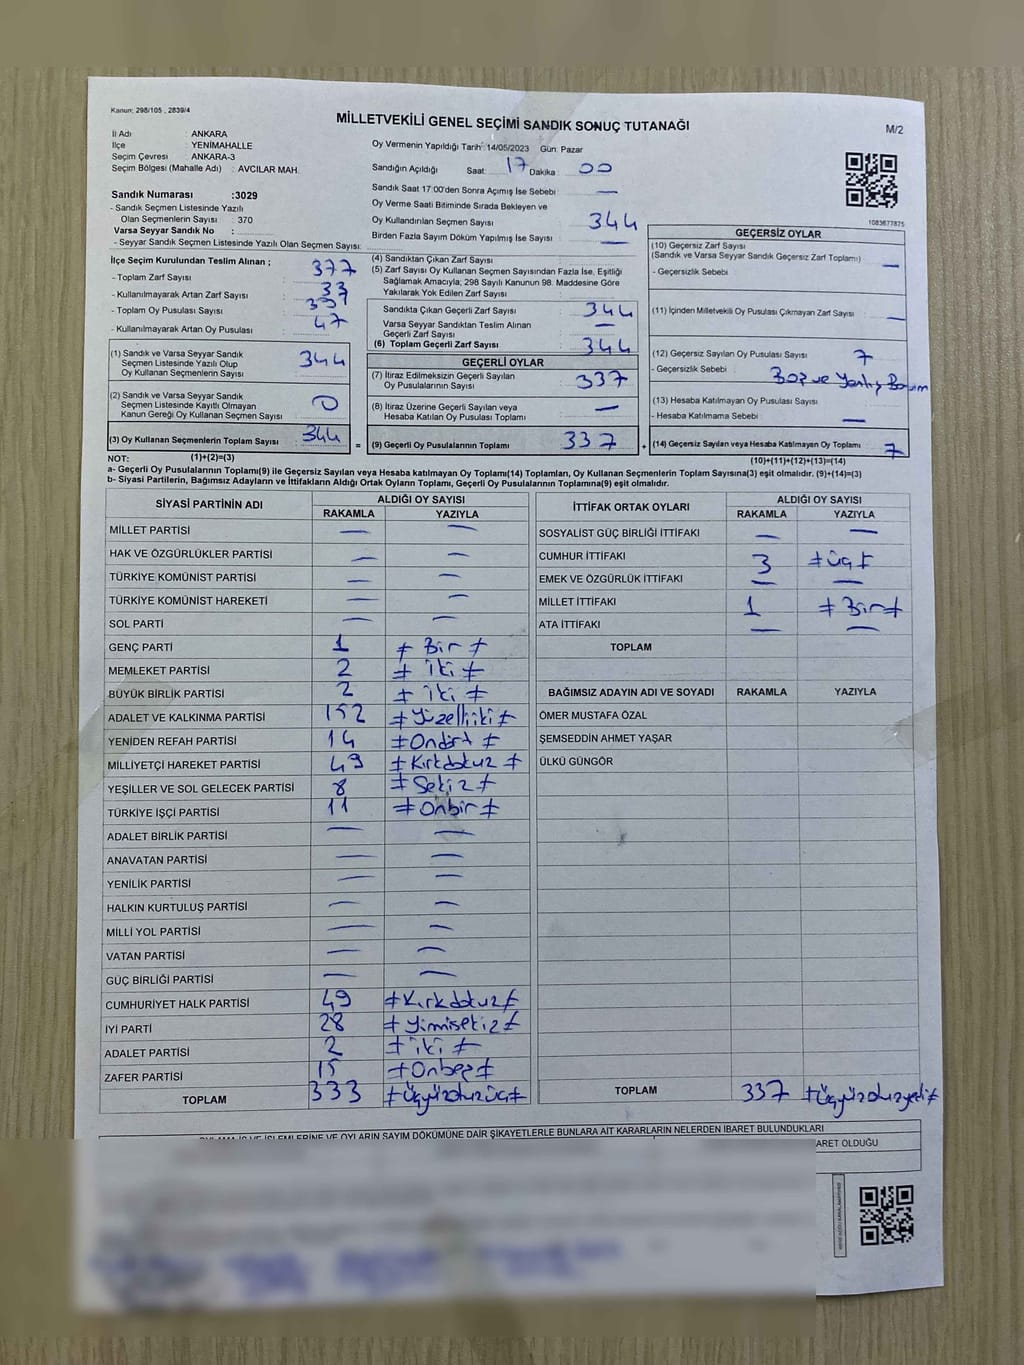 Kanun: 298/105 , 2839/4
MİLLETVEKİLİ GENEL SEÇİMİ SANDIK SONUÇ TUTANAĞI
M/2
İl Adı ANKARA
İlçe : YENİMAHALLE
Seçim Çevresi : ANKARA-3
Seçim Bölgesi (Mahalle Adı) : AVCILAR MAH.
Sandık Numarası :3029
- Sandık Seçmen Listesinde Yazılı
Olan Seçmenlerin Sayısı : 370
Varsa Seyyar Sandık No :
- Seyyar Sandık Seçmen Listesinde Yazılı Olan Seçmen Sayısı:
Oy Vermenin Yapıldığı Tarih : 14/05/2023 Gün: Pazar
Sandığın Açıldığı Saat: 17 Dakika : 00
Sandık Saat 17:00'den Sonra Açımış İse Sebebi : —
Oy Verme Saati Bitiminde Sırada Bekleyen ve
Oy Kullandırılan Seçmen Sayısı : 344
Birden Fazla Sayım Döküm Yapılmış İse Sayısı : —
1083677875
İlçe Seçim Kurulundan Teslim Alınan ;
- Toplam Zarf Sayısı : 377
- Kullanılmayarak Artan Zarf Sayısı : 33
- Toplam Oy Pusulası Sayısı :
- Kullanılmayarak Artan Oy Pusulası : 47
(1) Sandık ve Varsa Seyyar Sandık
Seçmen Listesinde Yazılı Olup
Oy Kullanan Seçmenlerin Sayısı : 344
(2) Sandık ve Varsa Seyyar Sandık
Seçmen Listesinde Kayıtlı Olmayan
Kanun Gereği Oy Kullanan Seçmen Sayısı : 0
(3) Oy Kullanan Seçmenlerin Toplam Sayısı : 344 =
(4) Sandıktan Çıkan Zarf Sayısı
(5) Zarf Sayısı Oy Kullanan Seçmen Sayısından Fazla İse, Eşitliği
Sağlamak Amacıyla; 298 Sayılı Kanunun 98. Maddesine Göre
Yakılarak Yok Edilen Zarf Sayısı :
Sandıkta Çıkan Geçerli Zarf Sayısı : 344
Varsa Seyyar Sandıktan Teslim Alınan
Geçerli Zarf Sayısı : —
(6) Toplam Geçerli Zarf Sayısı : 344
GEÇERLİ OYLAR
(7) İtiraz Edilmeksizin Geçerli Sayılan
Oy Pusulalarının Sayısı : 337
(8) İtiraz Üzerine Geçerli Sayılan veya
Hesaba Katılan Oy Pusulası Toplamı : —
(9) Geçerli Oy Pusulalarının Toplamı : 337 +
GEÇERSİZ OYLAR
(10) Geçersiz Zarf Sayısı
(Sandık ve Varsa Seyyar Sandık Geçersiz Zarf Toplamı) : —
- Geçersizlik Sebebi :
(11) İçinden Milletvekili Oy Pusulası Çıkmayan Zarf Sayısı : —
(12) Geçersiz Sayılan Oy Pusulası Sayısı : 7
- Geçersizlik Sebebi : Boş ve Yanlış Basım
(13) Hesaba Katılmayan Oy Pusulası Sayısı :
- Hesaba Katılmama Sebebi : —
(14) Geçersiz Sayılan veya Hesaba Katılmayan Oy Toplamı : 7
NOT: (1)+(2)=(3) (10)+(11)+(12)+(13)=(14)
a- Geçerli Oy Pusulalarının Toplamı(9) ile Geçersiz Sayılan veya Hesaba katılmayan Oy Toplamı(14) Toplamları, Oy Kullanan Seçmenlerin Toplam Sayısına(3) eşit olmalıdır. (9)+(14)=(3)
b- Siyasi Partilerin, Bağımsız Adayların ve İttifakların Aldığı Ortak Oyların Toplamı, Geçerli Oy Pusulalarının Toplamına(9) eşit olmalıdır.
SİYASİ PARTİNİN ADI ALDIĞI OY SAYISI
RAKAMLA YAZIYLA
MİLLET PARTİSİ — —
HAK VE ÖZGÜRLÜKLER PARTİSİ — —
TÜRKİYE KOMÜNİST PARTİSİ — —
TÜRKİYE KOMÜNİST HAREKETİ — —
SOL PARTİ — —
GENÇ PARTİ 1 ≠ Bir ≠
MEMLEKET PARTİSİ 2 ≠ iki ≠
BÜYÜK BİRLİK PARTİSİ 2 ≠ iki ≠
ADALET VE KALKINMA PARTİSİ 152 ≠Yüzelliiki≠
YENİDEN REFAH PARTİSİ 14 ≠Ondört ≠
MİLLİYETÇİ HAREKET PARTİSİ 49 ≠Kırkdokuz ≠
YEŞİLLER VE SOL GELECEK PARTİSİ 8 ≠Sekiz≠
TÜRKİYE İŞÇİ PARTİSİ 11 ≠Onbir≠
ADALET BİRLİK PARTİSİ — —
ANAVATAN PARTİSİ — —
YENİLİK PARTİSİ — —
HALKIN KURTULUŞ PARTİSİ — —
MİLLİ YOL PARTİSİ — —
VATAN PARTİSİ — —
GÜÇ BİRLİĞİ PARTİSİ — —
CUMHURİYET HALK PARTİSİ 49 ≠Kırkdokuz≠
İYİ PARTİ 28 ≠Yimisekiz≠
ADALET PARTİSİ 2 ≠iki≠
ZAFER PARTİSİ 15 ≠Onbeş≠
TOPLAM 333 ≠Üçyüzotuzüç≠
İTTİFAK ORTAK OYLARI ALDIĞI OY SAYISI
RAKAMLA YAZIYLA
SOSYALİST GÜÇ BİRLİĞİ İTTİFAKI — —
CUMHUR İTTİFAKI 3 ≠üç≠
EMEK VE ÖZGÜRLÜK İTTİFAKI — —
MİLLET İTTİFAKI 1 ≠Bir≠
ATA İTTİFAKI — —
TOPLAM
BAĞIMSIZ ADAYIN ADI VE SOYADI RAKAMLA YAZIYLA
ÖMER MUSTAFA ÖZAL
ŞEMSEDDİN AHMET YAŞAR
ÜLKÜ GÜNGÖR
TOPLAM 337 ≠Üçyüzotuzyedi≠
OYLAMA İŞ VE İŞLEMLERİNE VE OYLARIN SAYIM DÖKÜMÜNE DAİR ŞİKAYETLERLE BUNLARA AİT KARARLARIN NELERDEN İBARET BULUNDUKLARI
BARET OLDUĞU